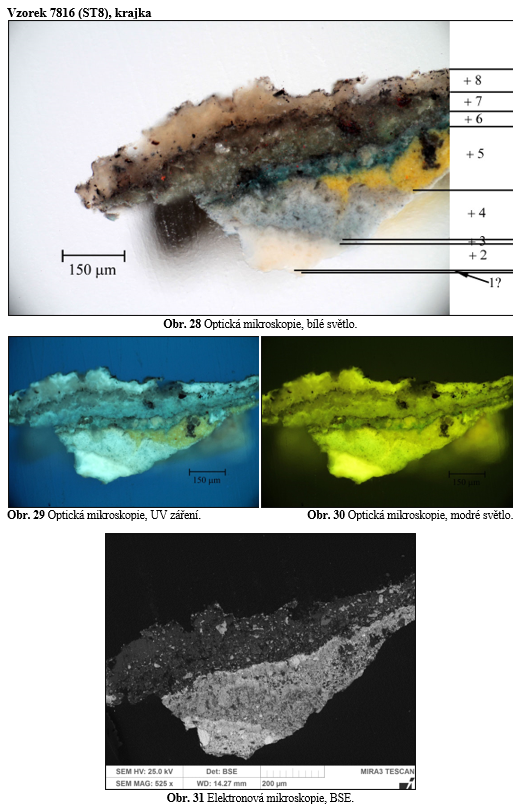 Vzorek 7816 (ST8), krajka
+ 8
+ 7
+ 6
+ 5
+ 4
+ 3
+ 2
1?
150 µm
Obr. 28 Optická mikroskopie, bílé světlo.
150 µm
150 µm
Obr. 29 Optická mikroskopie, UV záření.
Obr. 30 Optická mikroskopie, modré světlo.
SEM HV: 25.0 kV Det: BSE MIRA3 TESCAN
SEM MAG: 525 x WD: 14.27 mm 200 µm
Obr. 31 Elektronová mikroskopie, BSE.